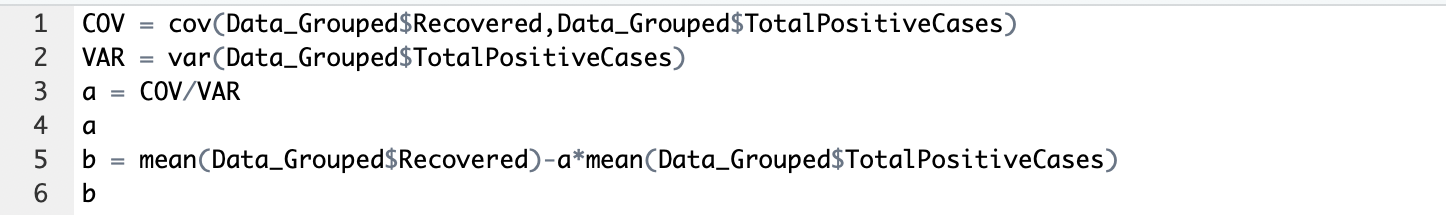 1 COV = cov(Data_Grouped$Recovered,Data_Grouped$TotalPositiveCases)
2 VAR = var(Data_Grouped$TotalPositiveCases)
3 a = COV/VAR
4 a
5 b = mean(Data_Grouped$Recovered)-a*mean(Data_Grouped$TotalPositiveCases)
6 b